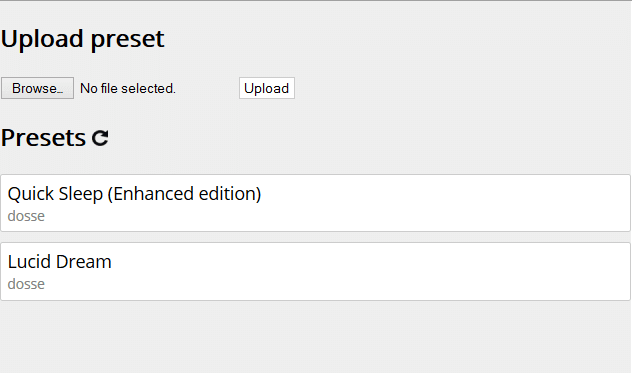 Upload preset
Browse... No file selected. Upload
Presets
Quick Sleep (Enhanced edition)
dosse
Lucid Dream
dosse